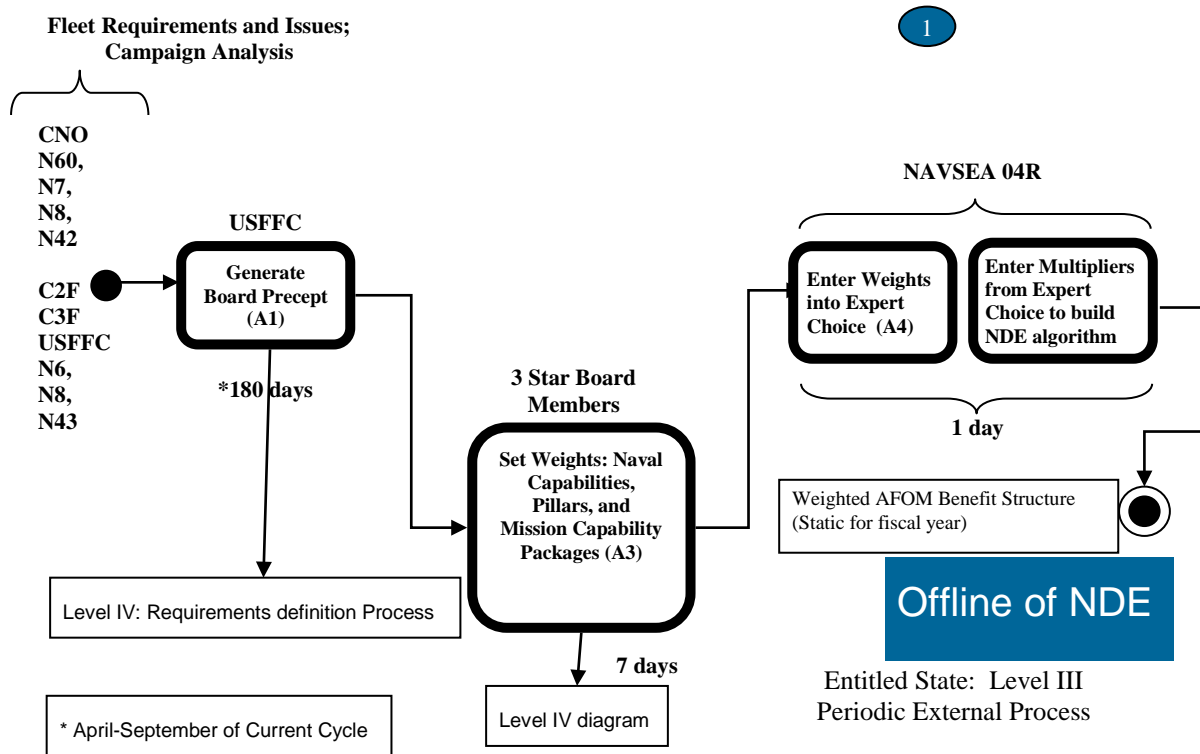 Fleet Requirements and Issues;
Campaign Analysis
1
CNO
N60,
N7,
N8,
N42
C2F
C3F
USFFC
N6,
N8,
N43
USFFC
Generate
Board Precept
(A1)
*180 days
3 Star Board
Members
Set Weights: Naval
Capabilities,
Pillars, and
Mission Capability
Packages (A3)
7 days
NAVSEA 04R
Enter Weights
into Expert
Choice (A4)
Enter Multipliers
from Expert
Choice to build
NDE algorithm
1 day
Weighted AFOM Benefit Structure
(Static for fiscal year)
Offline of NDE
Level IV: Requirements definition Process
Level IV diagram
* April-September of Current Cycle
Entitled State: Level III
Periodic External Process